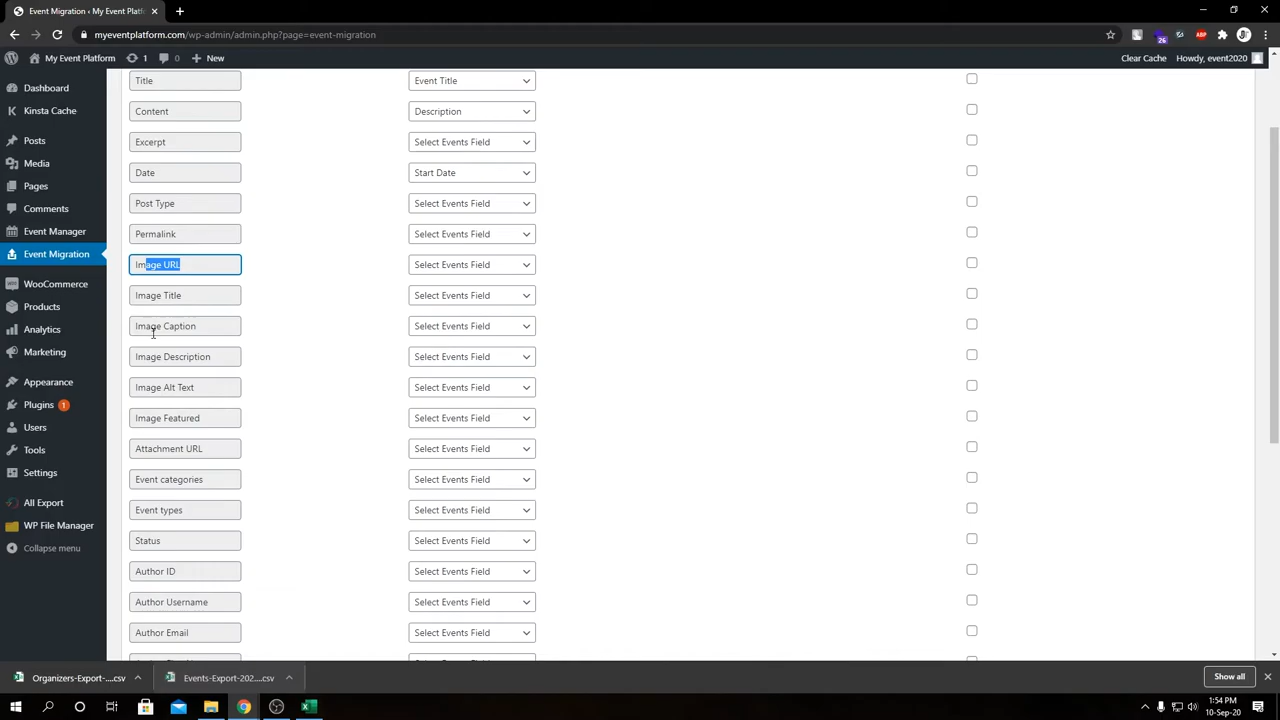 Event Migration ‹ My Event Platf
myeventplatform.com/wp-admin/admin.php?page=event-migration
26
ABP
My Event Platform
1
0
New
Clear Cache
Howdy, event2020
Dashboard
Kinsta Cache
Posts
Media
Pages
Comments
Event Manager
Event Migration
WooCommerce
Products
Analytics
Marketing
Appearance
Plugins 1
Users
Tools
Settings
All Export
WP File Manager
Collapse menu
Title Event Title
Content Description
Excerpt Select Events Field
Date Start Date
Post Type Select Events Field
Permalink Select Events Field
Image URL Select Events Field
Image Title Select Events Field
Image Caption Select Events Field
Image Description Select Events Field
Image Alt Text Select Events Field
Image Featured Select Events Field
Attachment URL Select Events Field
Event categories Select Events Field
Event types Select Events Field
Status Select Events Field
Author ID Select Events Field
Author Username Select Events Field
Author Email Select Events Field
Organizers-Export-....csv
Events-Export-202....csv
Show all
1:54 PM
10-Sep-20